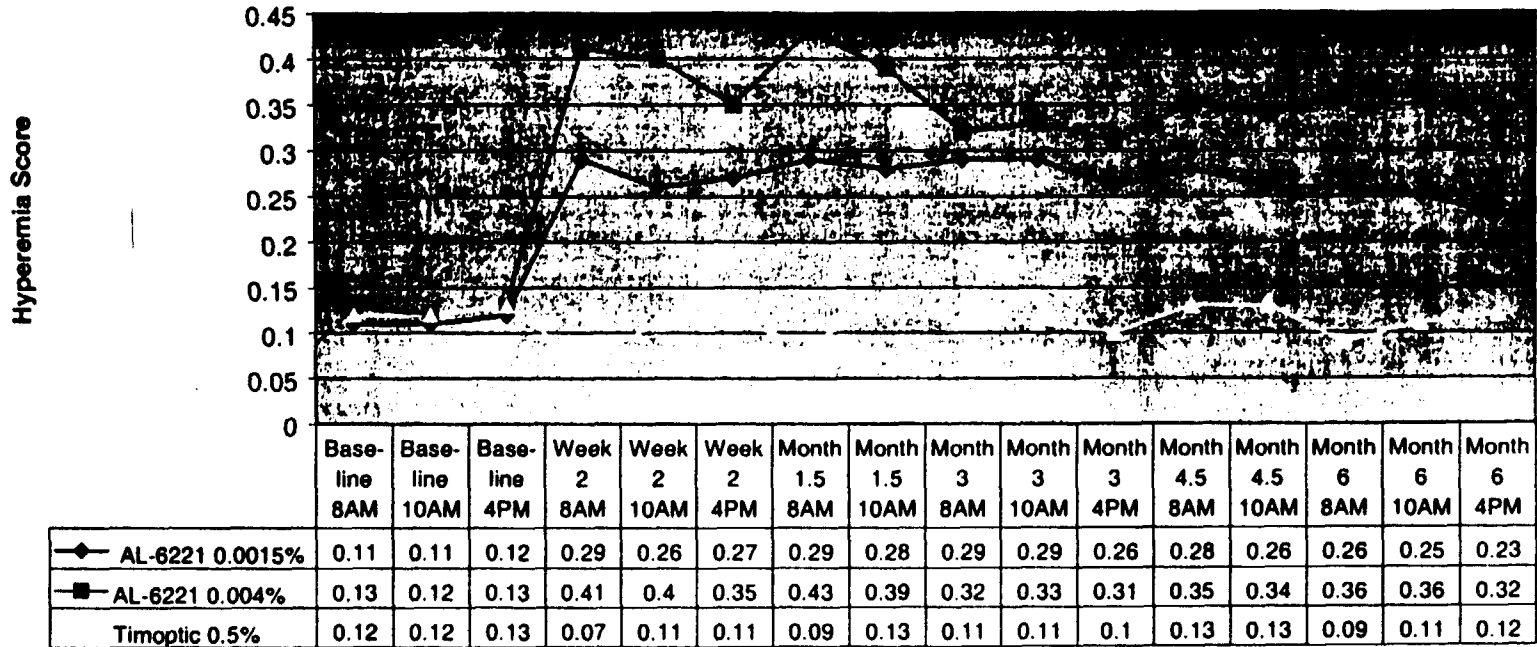 Hyperemia Score
0.45
0.4
0.35
0.3
0.25
0.2
0.15
0.1
0.05
0
Base-line 8AM Base-line 10AM Base-line 4PM Week 2 8AM Week 2 10AM Week 2 4PM Month 1.5 8AM Month 1.5 10AM Month 3 8AM Month 3 10AM Month 3 4PM Month 4.5 8AM Month 4.5 10AM Month 6 8AM Month 6 10AM Month 6 4PM
AL-6221 0.0015% 0.11 0.11 0.12 0.29 0.26 0.27 0.29 0.28 0.29 0.29 0.26 0.28 0.26 0.26 0.25 0.23
AL-6221 0.004% 0.13 0.12 0.13 0.41 0.4 0.35 0.43 0.39 0.32 0.33 0.31 0.35 0.34 0.36 0.36 0.32
Timoptic 0.5% 0.12 0.12 0.13 0.07 0.11 0.11 0.09 0.13 0.11 0.11 0.1 0.13 0.13 0.09 0.11 0.12